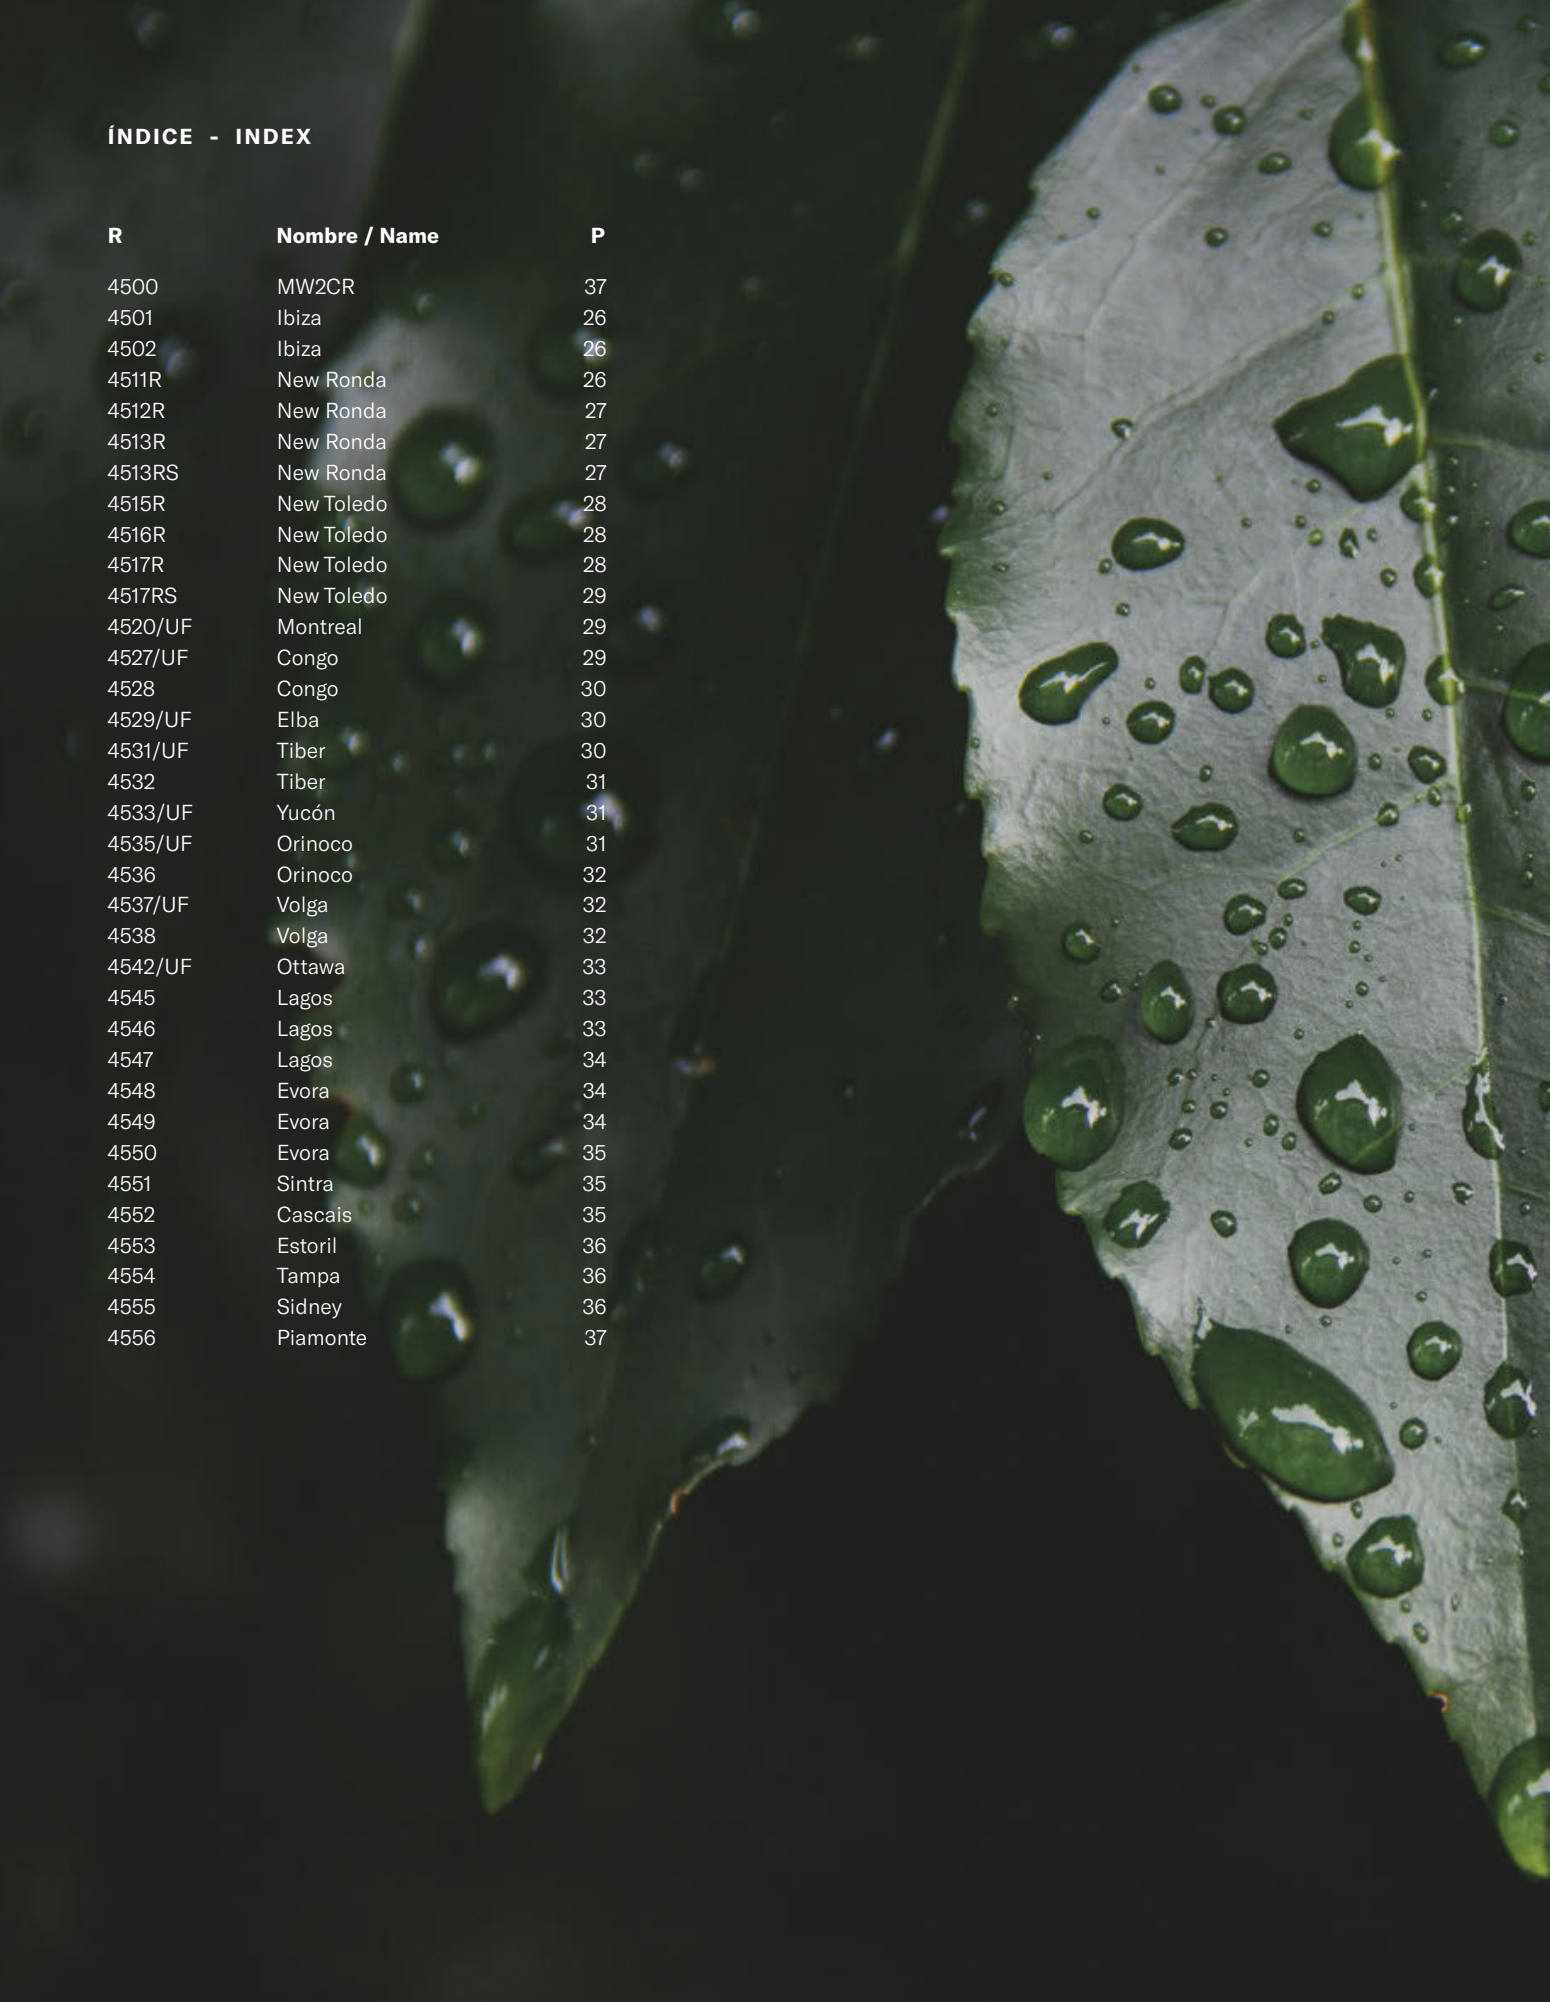 ÍNDICE - INDEX
R Nombre / Name P
4500 MW2CR 37
4501 Ibiza 26
4502 Ibiza 26
4511R New Ronda 26
4512R New Ronda 27
4513R New Ronda 27
4513RS New Ronda 27
4515R New Toledo 28
4516R New Toledo 28
4517R New Toledo 28
4517RS New Toledo 29
4520/UF Montreal 29
4527/UF Congo 29
4528 Congo 30
4529/UF Elba 30
4531/UF Tiber 30
4532 Tiber 31
4533/UF Yucón 31
4535/UF Orinoco 31
4536 Orinoco 32
4537/UF Volga 32
4538 Volga 32
4542/UF Ottawa 33
4545 Lagos 33
4546 Lagos 33
4547 Lagos 34
4548 Evora 34
4549 Evora 34
4550 Evora 35
4551 Sintra 35
4552 Cascais 35
4553 Estoril 36
4554 Tampa 36
4555 Sidney 36
4556 Piamonte 37